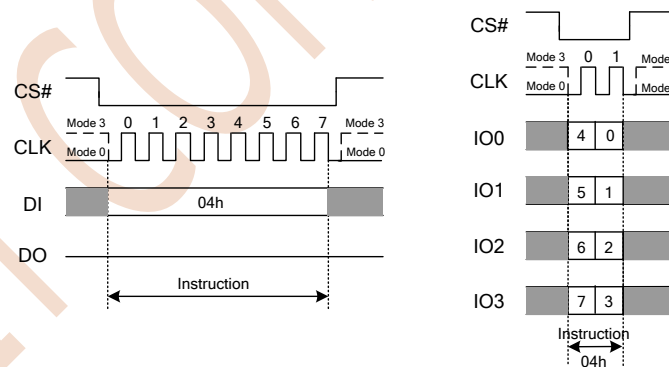 CS#
Mode 3 0 1 2 3 4 5 6 7 Mode 3
CLK
Mode 0 Mode 0
DI 04h
DO
Instruction
CS#
Mode 3 0 1 Mode
CLK
Mode 0 Mode
IO0 4 0
IO1 5 1
IO2 6 2
IO3 7 3
Instruction
04h